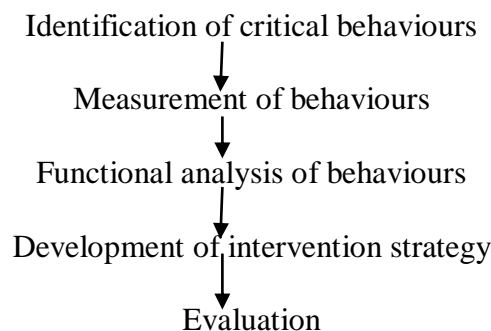 Identification of critical behaviours
Measurement of behaviours
Functional analysis of behaviours
Development of intervention strategy
Evaluation